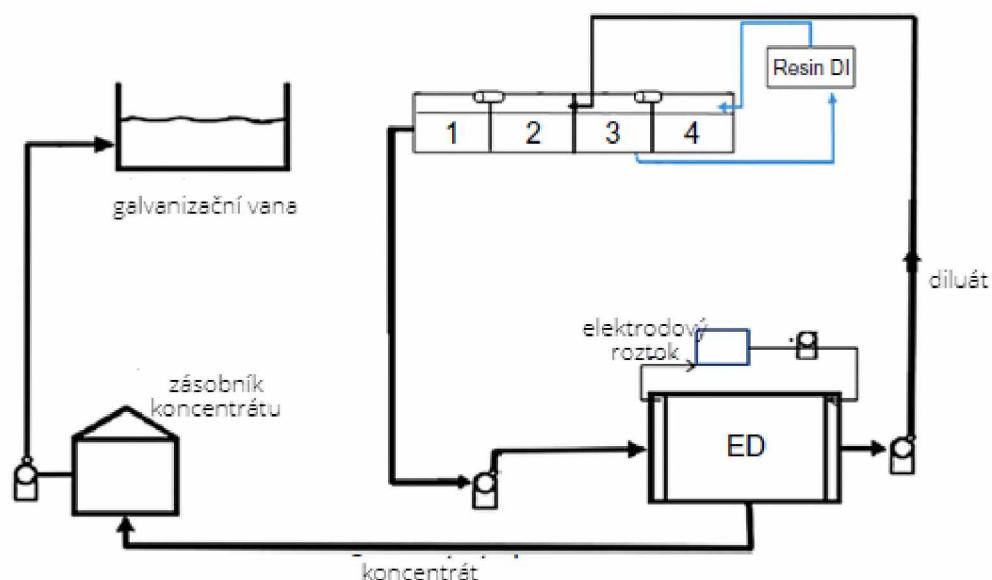 Resin DI
1 2 3 4
galvanizační vana
diluát
elektrodový
roztok
zásobník
koncentrátu
ED
koncentrát